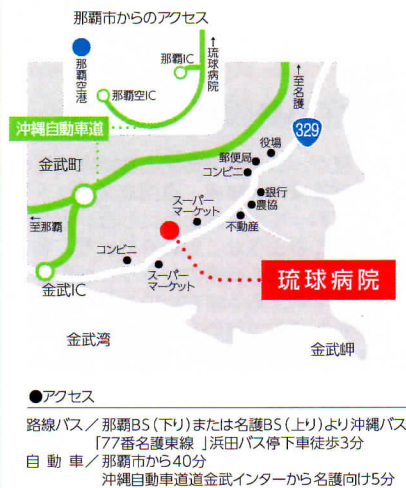 那覇市からのアクセス
↑琉球病院
那覇IC
那覇空港
那覇空IC
沖縄自動車道
↑至名護
329
金武町
役場
郵便局
コンビニ
銀行
農協
スーパー
マーケット
不動産
←至那覇
コンビニ
スーパー
マーケット
琉球病院
金武IC
金武湾
金武岬
●アクセス
路線バス／那覇BS(下り)または名護BS(上り)より沖縄バス
「77番名護東線 」浜田バス停下車徒歩3分
自動車／那覇市から40分
沖縄自動車道道金武インターから名護向け5分